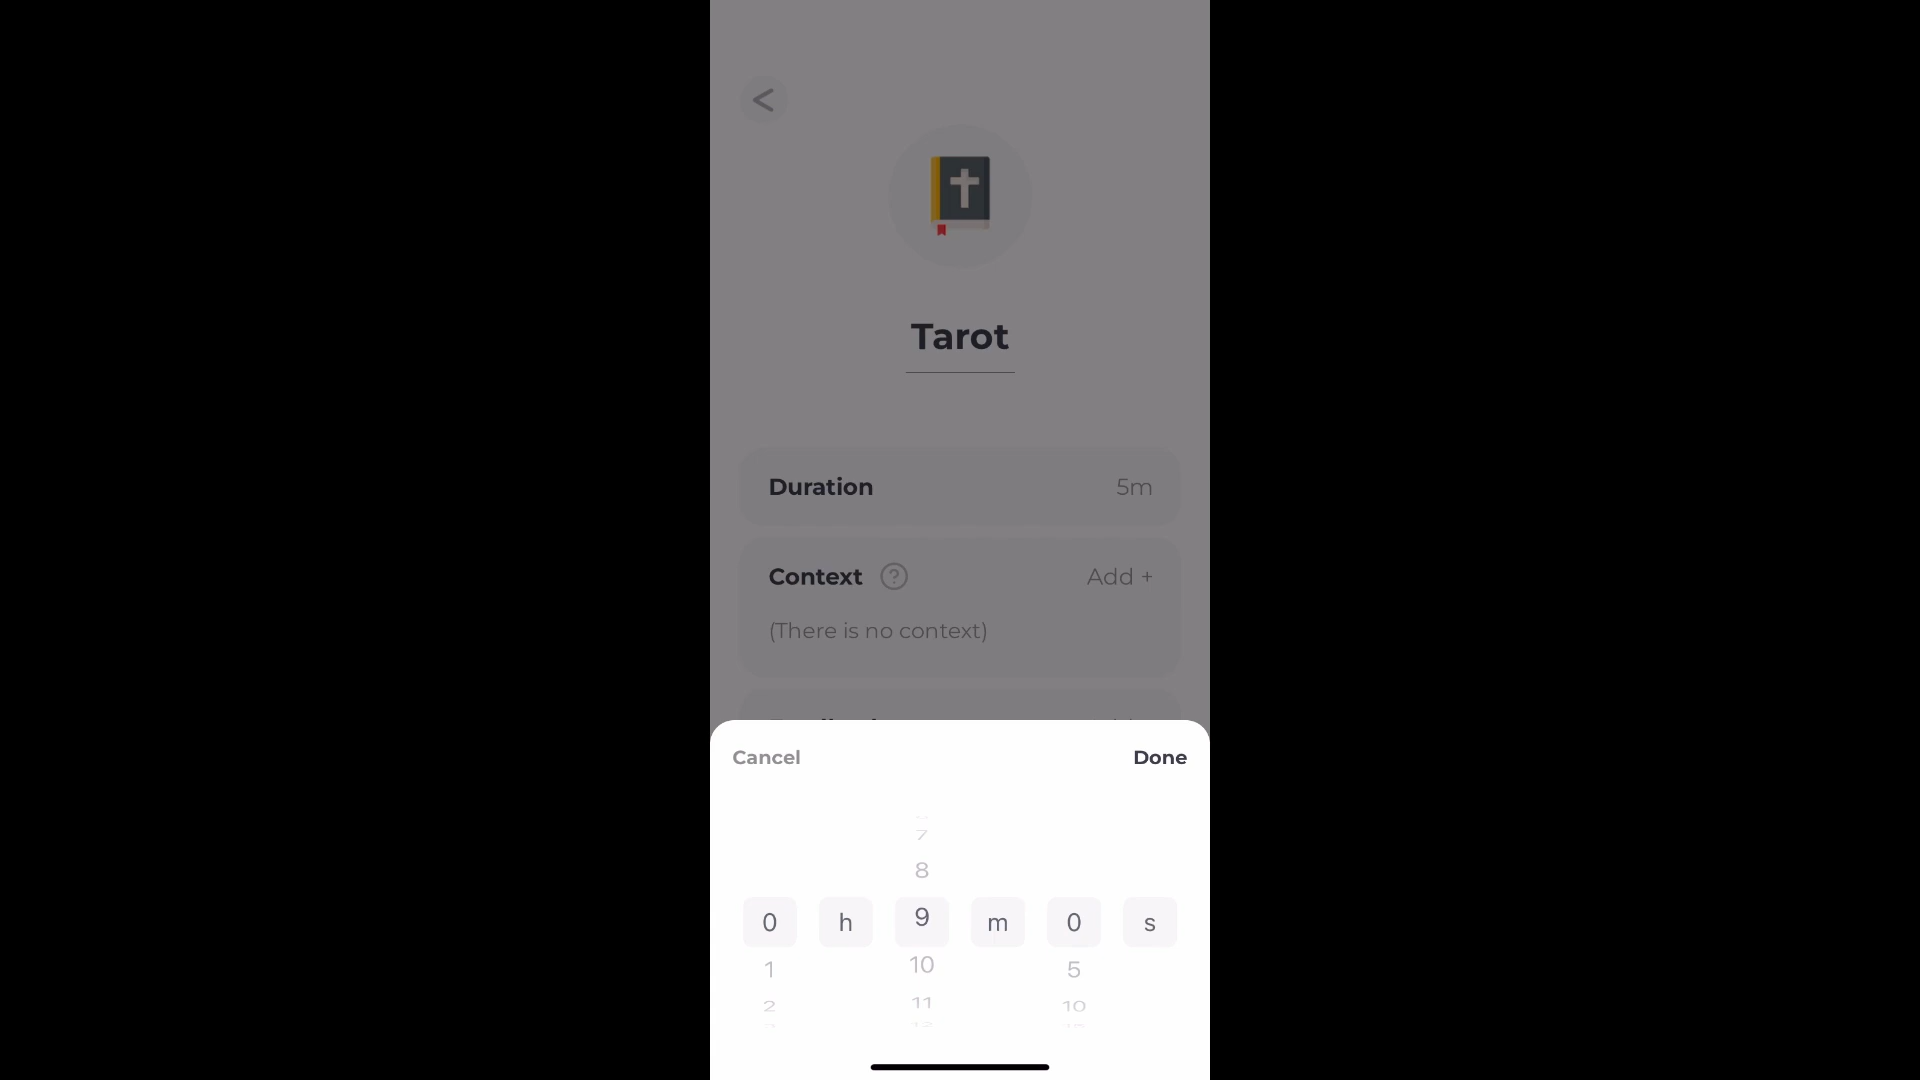 <
Tarot
Duration 5m
Context ? Add +
(There is no context)
Cancel Done
7
8
0 h 9 m 0 s
1 10 5
2 11 10